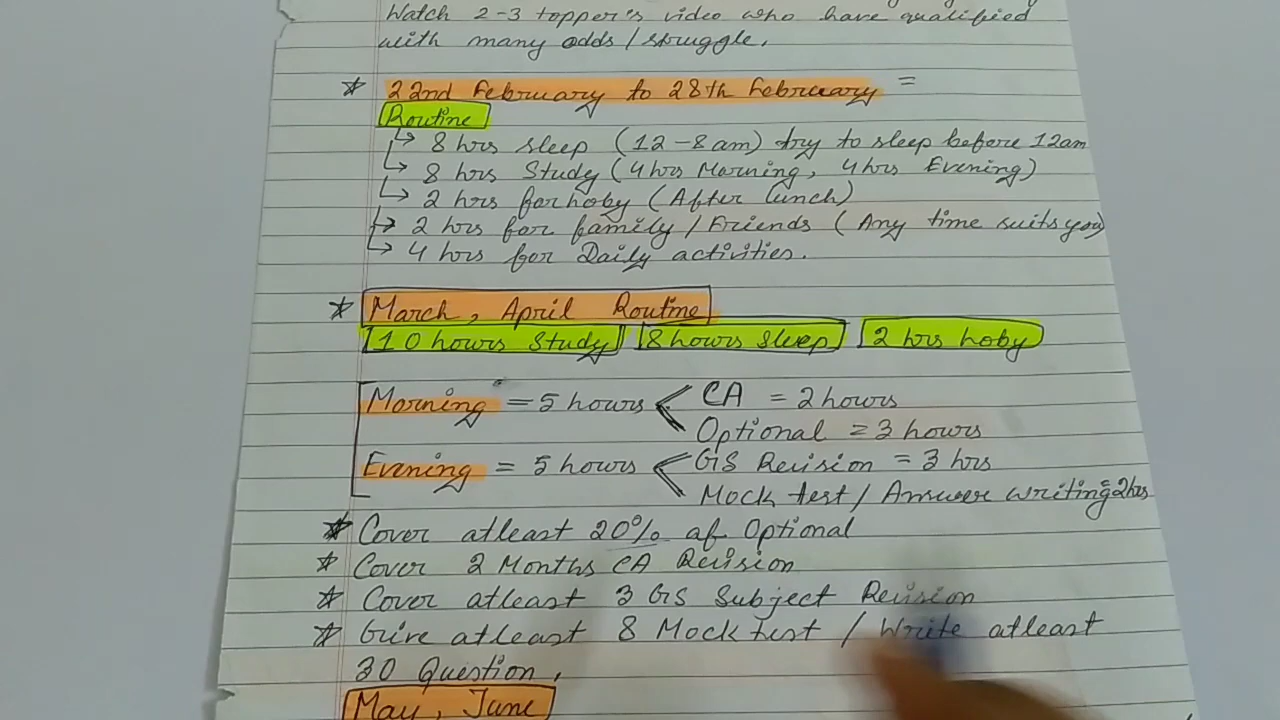 Watch 2-3 topper's video who have qualified
with many odds / struggle.
* 22nd February to 28th February =
Routine
↳ 8 hrs sleep (12-8am) try to sleep before 12am
↳ 8 hrs Study (4 hrs Morning, 4 hrs Evening)
↳ 2 hrs for hoby (After lunch)
↳ 2 hrs for family / Friends (Any time suits you)
↳ 4 hrs for Daily activities.
* March, April Routine
10 hours Study 8 hours Sleep 2 hrs hoby
Morning = 5 hours < CA = 2 hours
Optional = 3 hours
Evening = 5 hours < GS Revision = 3 hrs
Mock test / Answer writing = 2hrs
* Cover atleast 20% of Optional
* Cover 2 Months CA Revision
* Cover atleast 3 GS Subject Revision
* Give atleast 8 Mock test / Write atleast
30 Question.
May, June